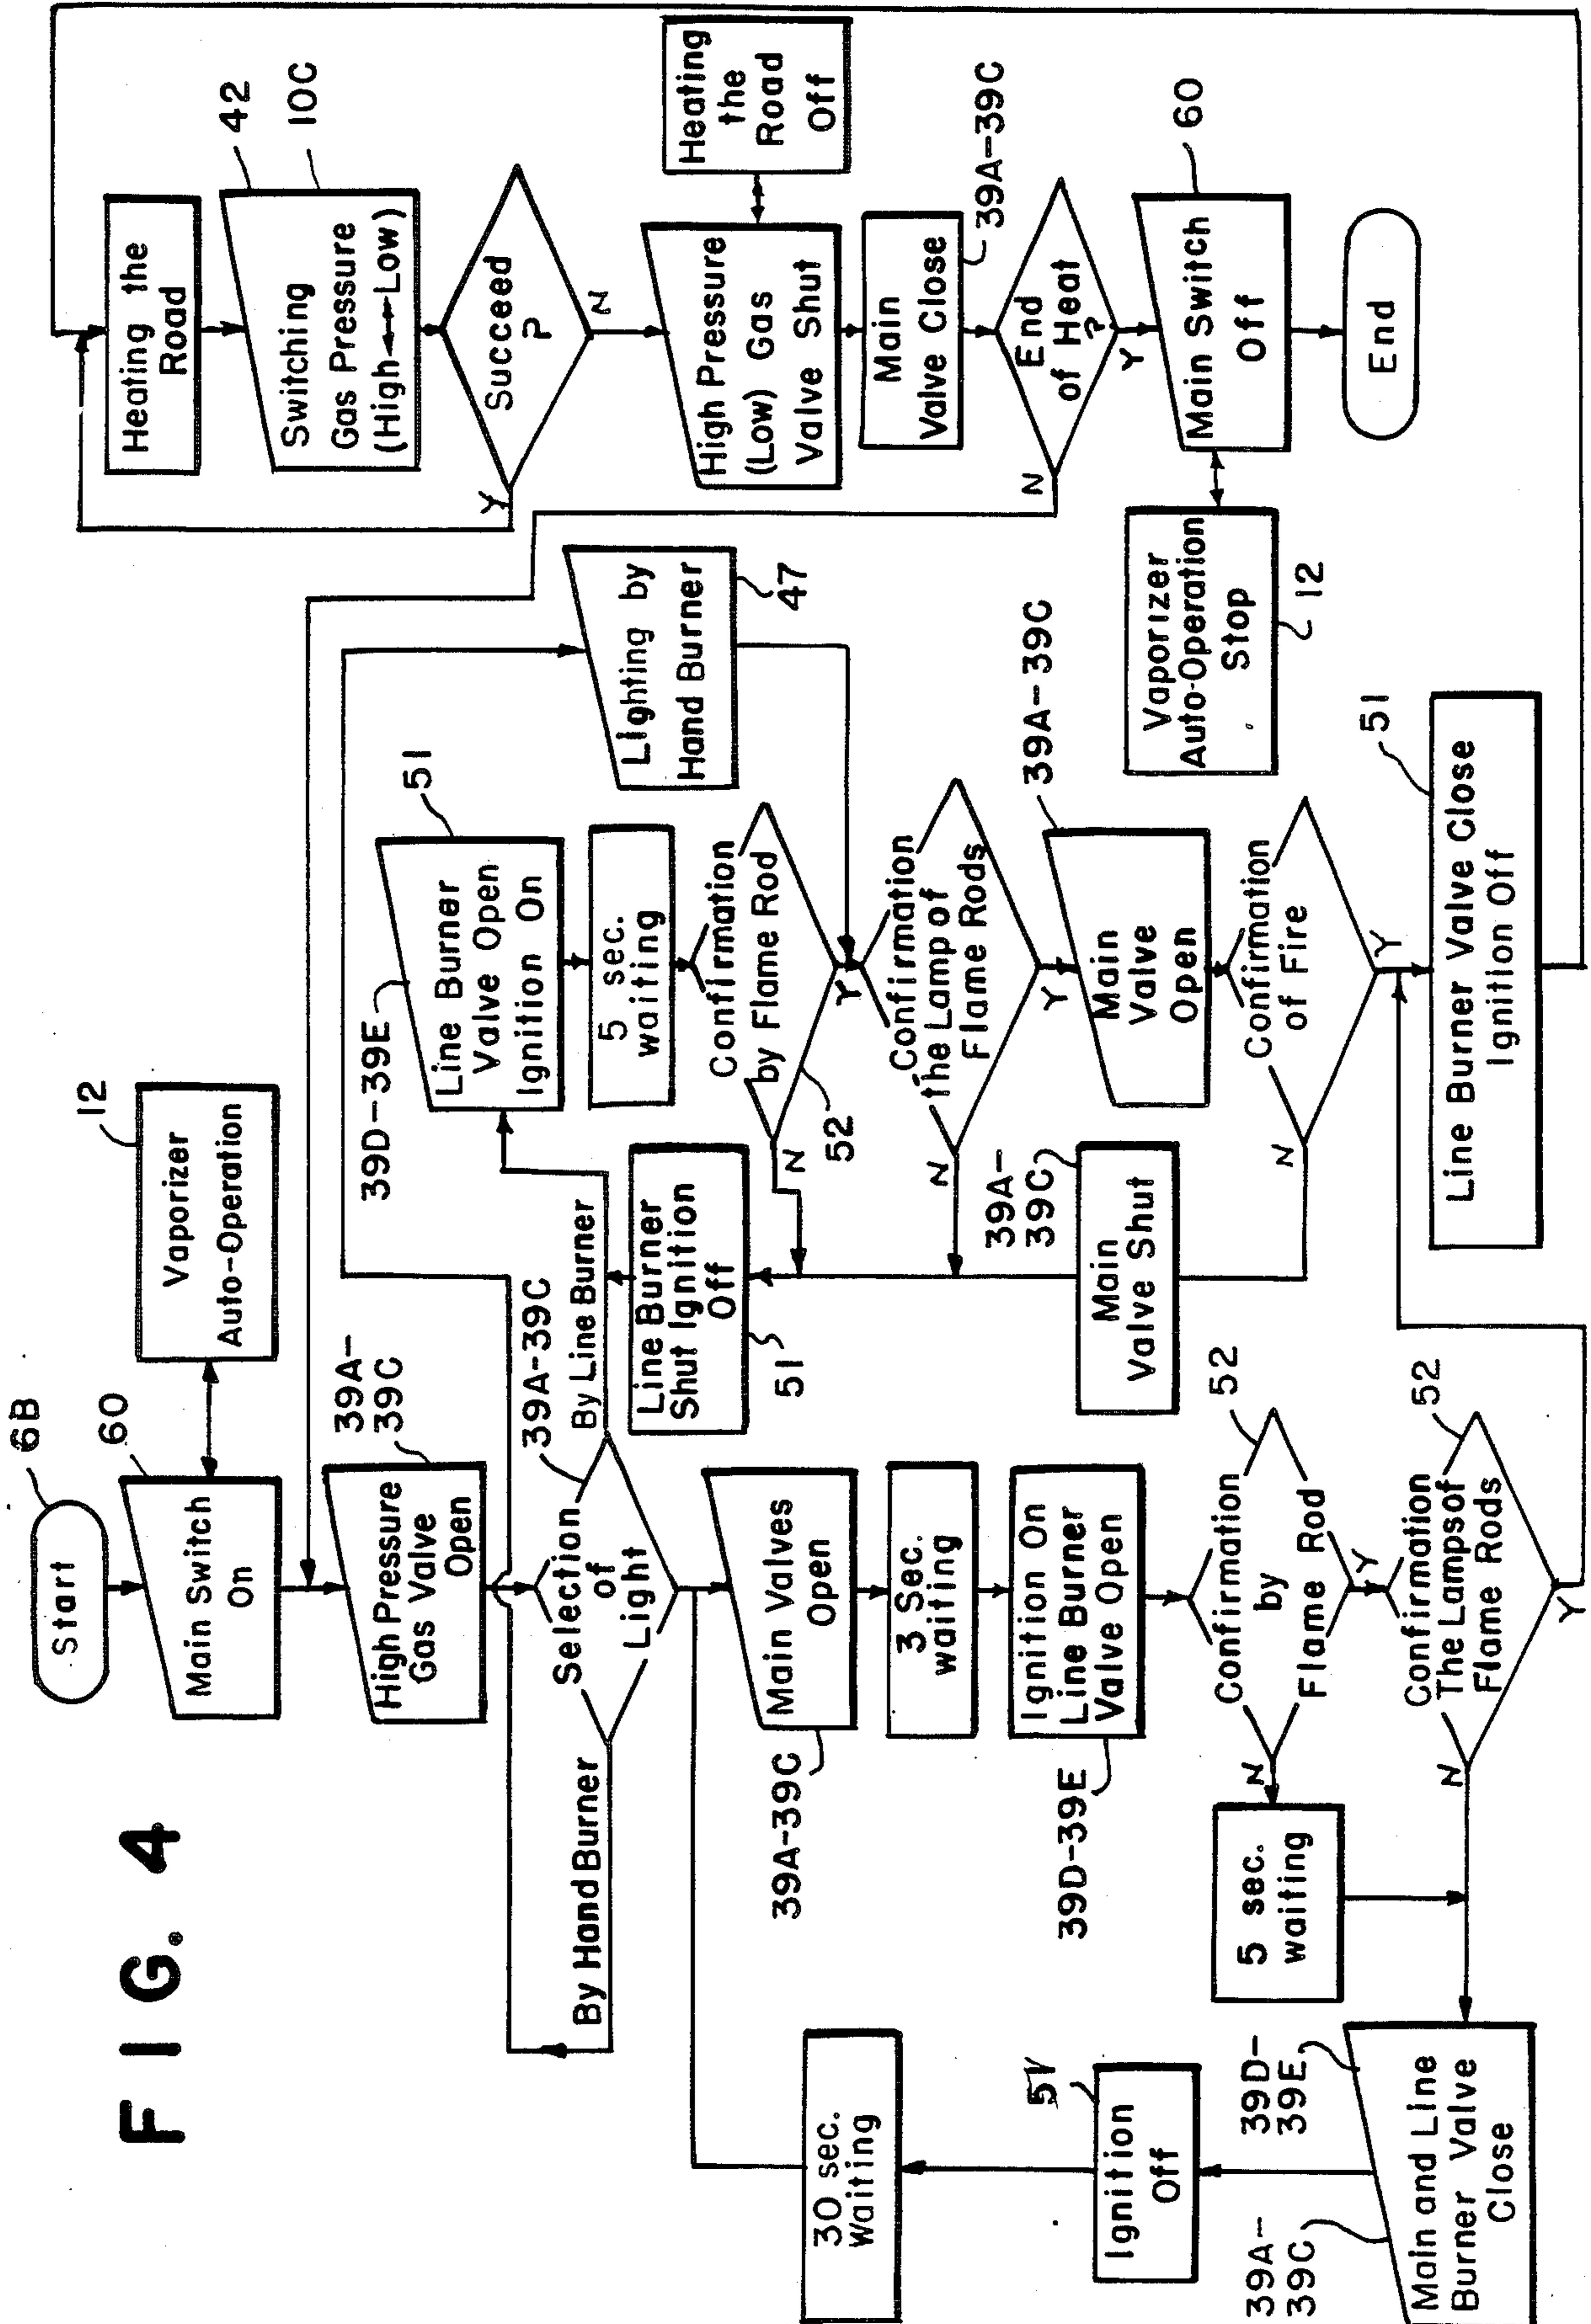 FIG. 4
6B
Start
60
Main Switch
On
12
Vaporizer
Auto-Operation
39A-
39C
High Pressure
Gas Valve
Open
Selection
of
Light
39A-39C
By Hand Burner
By Line Burner
Main Valves
Open
39A-39C
3 Sec.
waiting
Ignition On
Line Burner
Valve Open
39D-39E
Confirmation
by
Flame Rod
52
N
Y
5 sec.
waiting
Confirmation
The Lamps of
Flame Rods
52
N
Y
Main and Line
Burner Valve
Close
39A-
39C
39D-
39E
Ignition
Off
51
30 sec.
Waiting
39D-39E
51
Line Burner
Valve Open
Ignition On
5 sec.
waiting
Confirmation
by Flame Rod
52
N
Y
Line Burner
Shut Ignition
Off
51
Lighting by
Hand Burner
47
Confirmation
the Lamp of
Flame Rods
N
Y
Main
Valve
Open
39A-39C
Confirmation
of Fire
N
Y
39A-
39C
Main
Valve Shut
Line Burner Valve Close
Ignition Off
51
Heating the
Road
42
10C
Switching
Gas Pressure
(High↔Low)
Succeed
?
Y
N
High Pressure
(Low) Gas
Valve Shut
Heating
the
Road
Off
Main
Valve Close
39A-39C
End
of Heat
?
N
Y
Main Switch
Off
60
Vaporizer
Auto-Operation
Stop
12
End